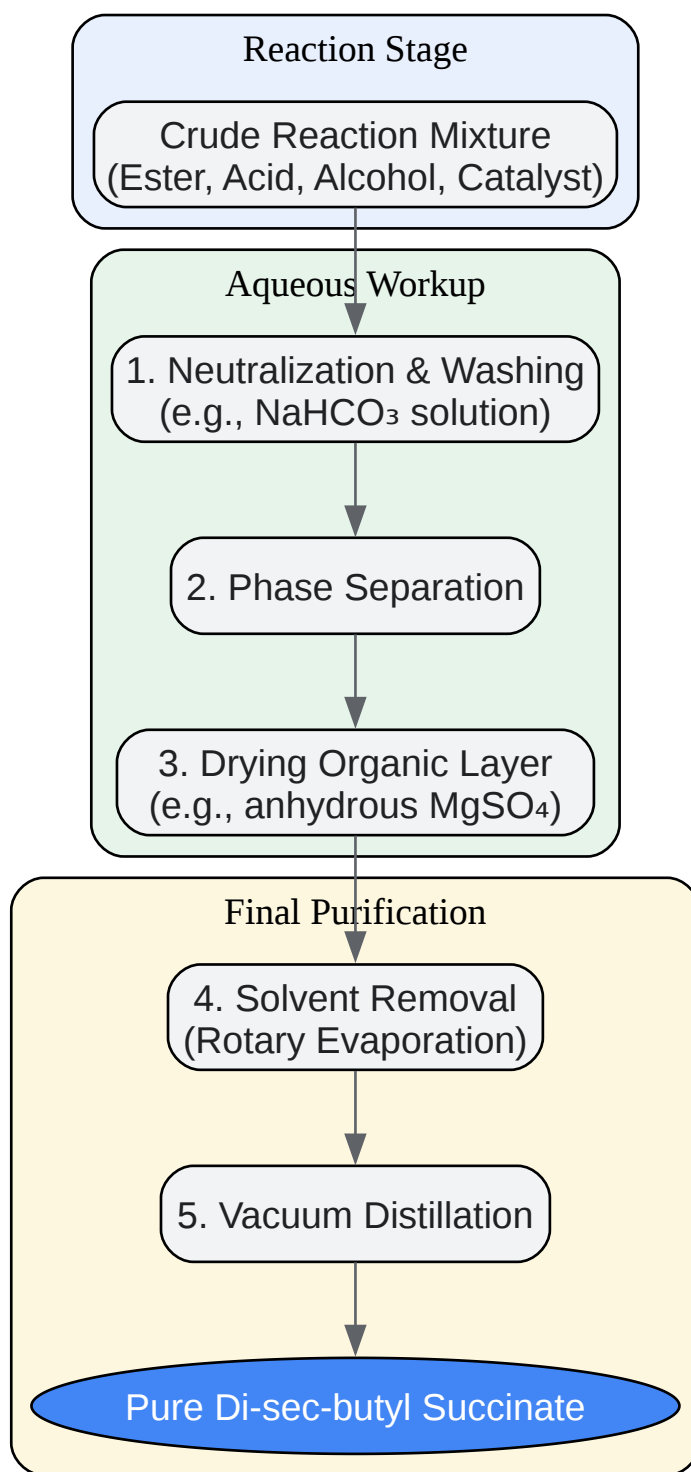 Reaction Stage
Crude Reaction Mixture
(Ester, Acid, Alcohol, Catalyst)
Aqueous Workup
1. Neutralization & Washing
(e.g., NaHCO₃ solution)
2. Phase Separation
3. Drying Organic Layer
(e.g., anhydrous MgSO₄)
Final Purification
4. Solvent Removal
(Rotary Evaporation)
5. Vacuum Distillation
Pure Di-sec-butyl Succinate